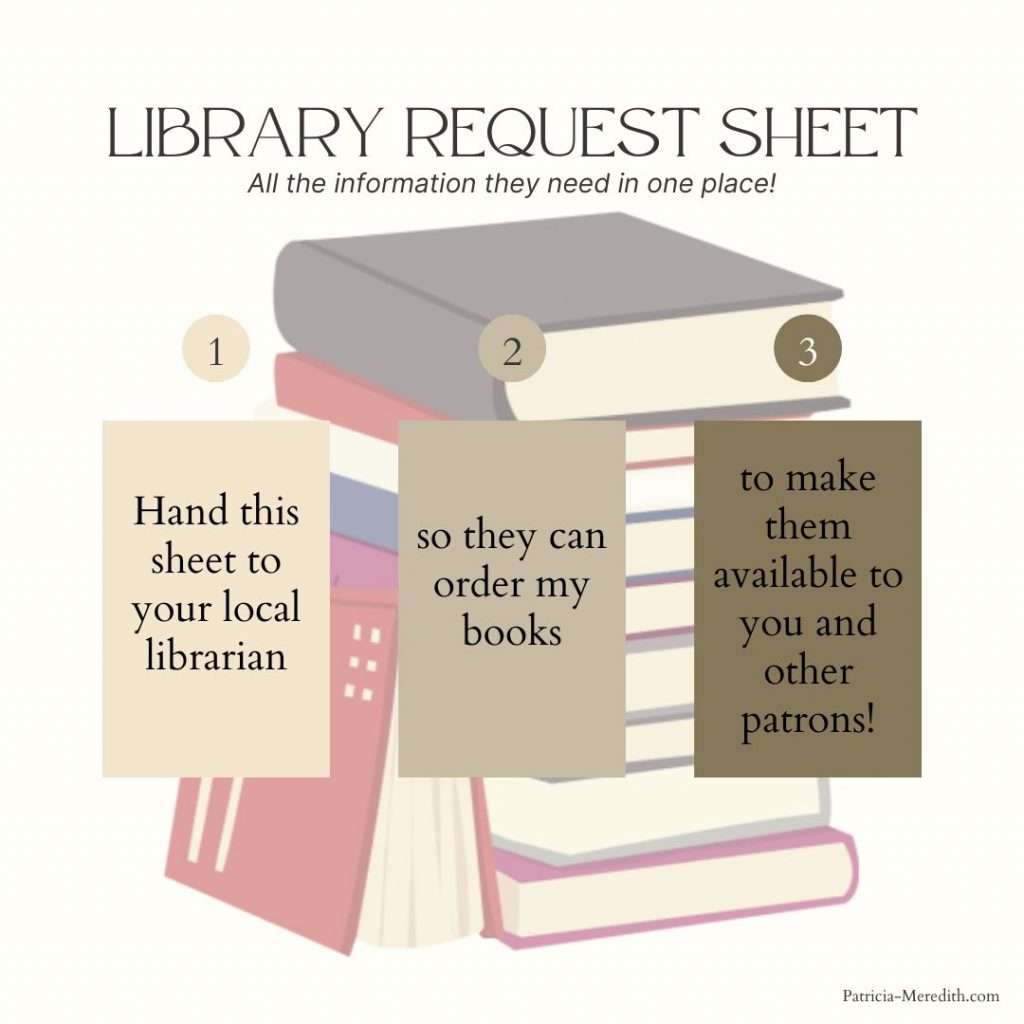 LIBRARY REQUEST SHEET
All the information they need in one place!
1
Hand this
sheet to
your local
librarian
2
so they can
order my
books
3
to make
them
available to
you and
other
patrons!
Patricia-Meredith.com